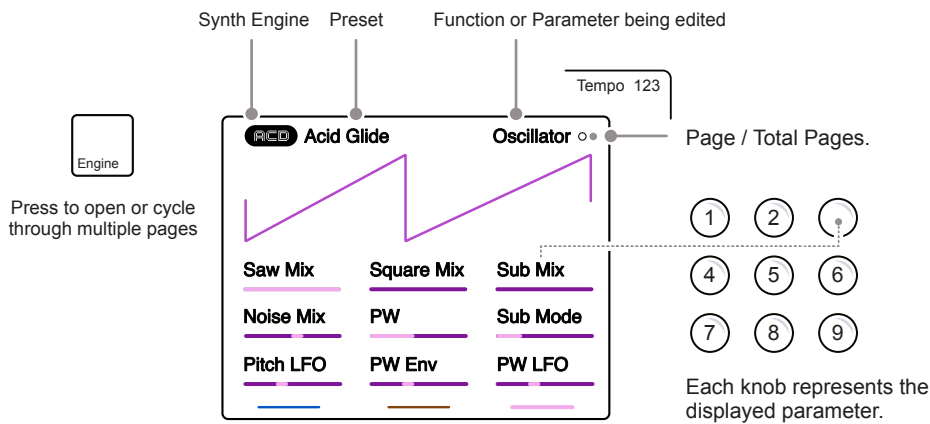 Synth Engine Preset Function or Parameter being edited
Tempo 123
ACD Acid Glide Oscillator
Page / Total Pages.
Engine
Press to open or cycle
through multiple pages
1 2
Saw Mix Square Mix Sub Mix
4 5 6
Noise Mix PW Sub Mode
7 8 9
Pitch LFO PW Env PW LFO
Each knob represents the
displayed parameter.